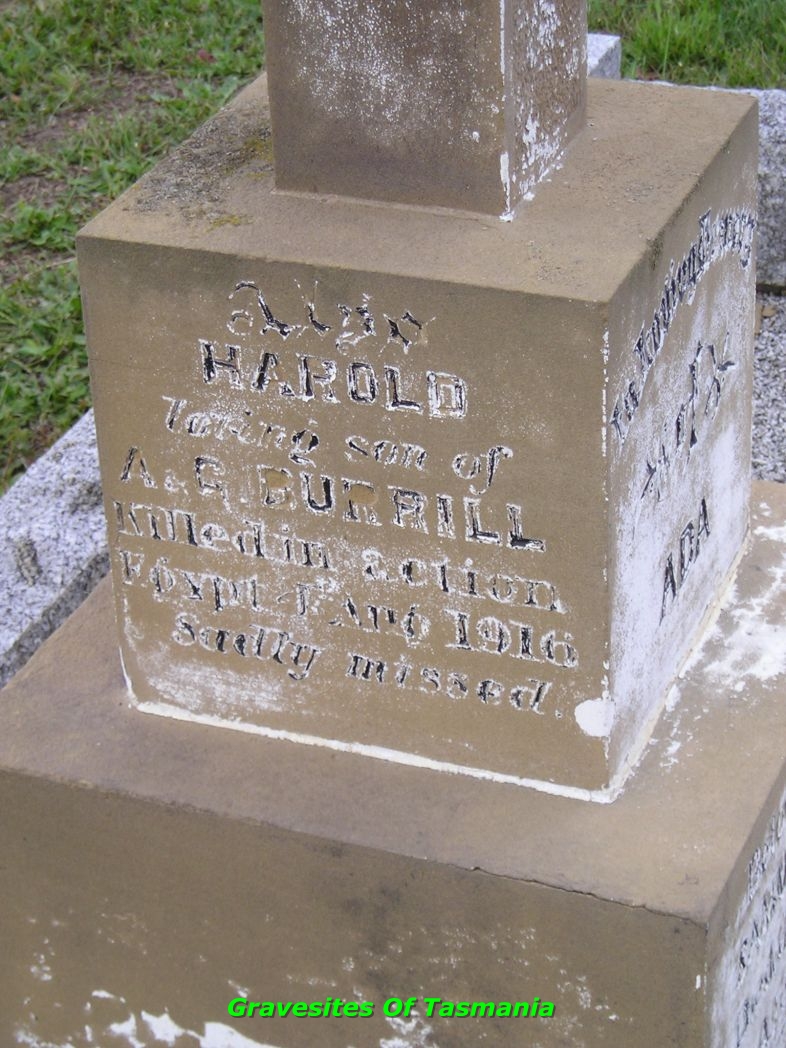 Also
HAROLD
loving son of
A & G. BURRILL
Killed in action
Egypt 4 Aug 1916
Sadly missed.
In loving memory
of
ADA
Gravesites Of Tasmania